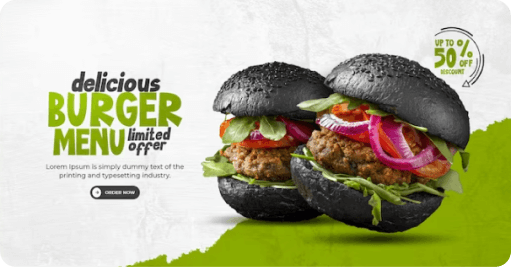 delicious
BURGER
MENU limited
offer
Lorem Ipsum is simply dummy text of the
printing and typesetting industry.
ORDER NOW
UP TO
50% OFF
DISCOUNT